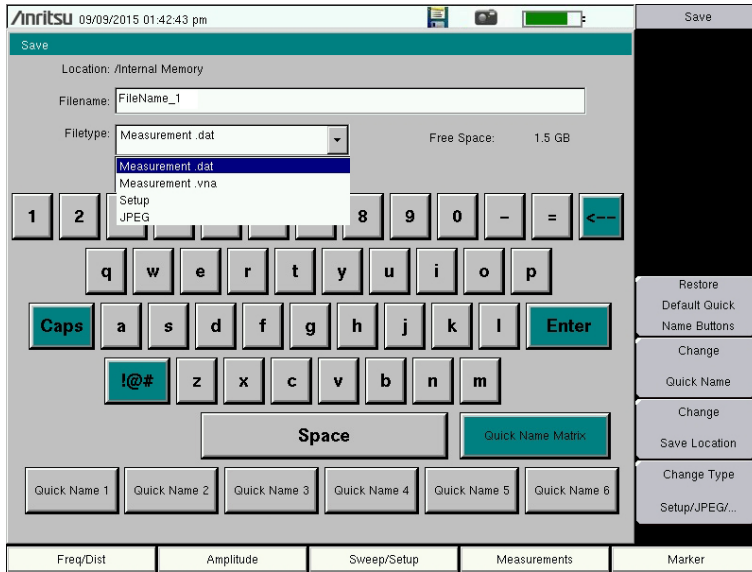 Anritsu 09/09/2015 01:42:43 pm
Save
Save
Location: /Internal Memory
Filename: FileName_1
Filetype: Measurement .dat
Free Space: 1.5 GB
Measurement .dat
Measurement .vna
Setup
JPEG
1 2 8 9 0 - = <--
q w e r t y u i o p
Caps a s d f g h j k l Enter
!@# z x c v b n m
Space Quick Name Matrix
Quick Name 1 Quick Name 2 Quick Name 3 Quick Name 4 Quick Name 5 Quick Name 6
Restore
Default Quick
Name Buttons
Change
Quick Name
Change
Save Location
Change Type
Setup/JPEG/...
Freq/Dist Amplitude Sweep/Setup Measurements Marker